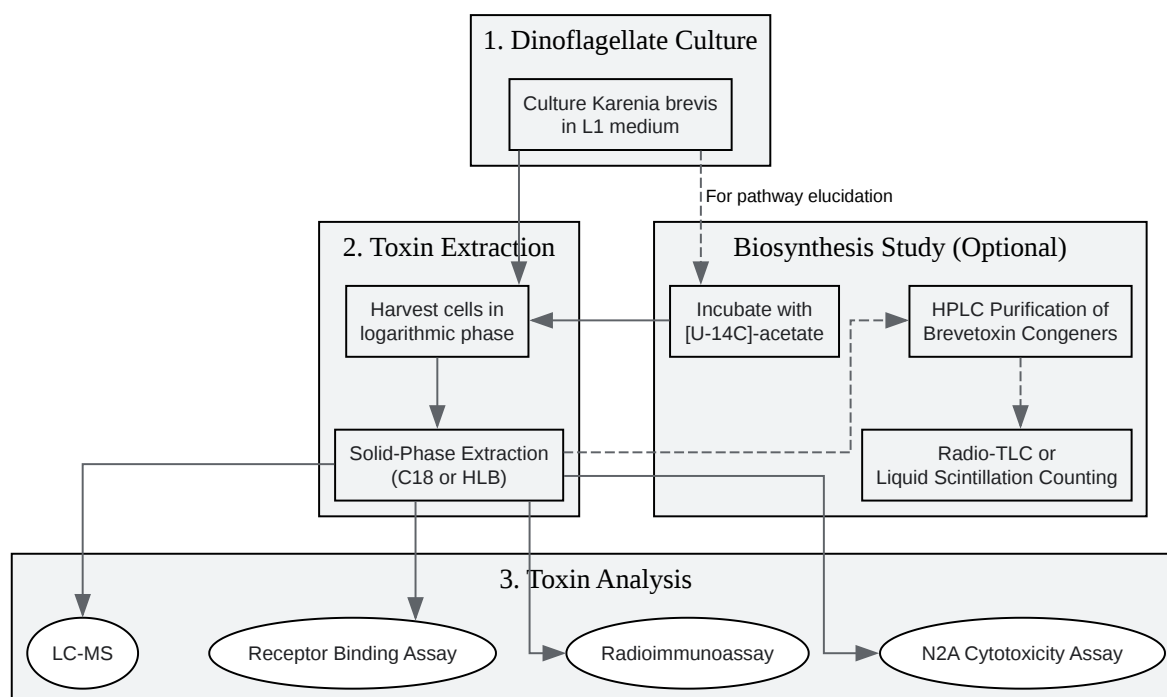 1. Dinoflagellate Culture
Culture Karenia brevis
in L1 medium
For pathway elucidation
2. Toxin Extraction
Harvest cells in
logarithmic phase
Solid-Phase Extraction
(C18 or HLB)
Biosynthesis Study (Optional)
Incubate with
[U-14C]-acetate
HPLC Purification of
Brevetoxin Congeners
Radio-TLC or
Liquid Scintillation Counting
3. Toxin Analysis
LC-MS
Receptor Binding Assay
Radioimmunoassay
N2A Cytotoxicity Assay